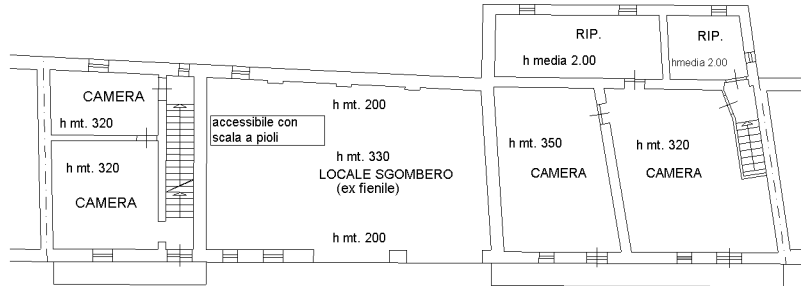 RIP.
h media 2.00
RIP.
hmedia 2.00
CAMERA
h mt. 320
h mt. 200
accessibile con
scala a pioli
h mt. 320
CAMERA
h mt. 330
LOCALE SGOMBERO
(ex fienile)
h mt. 200
h mt. 350
CAMERA
h mt. 320
CAMERA